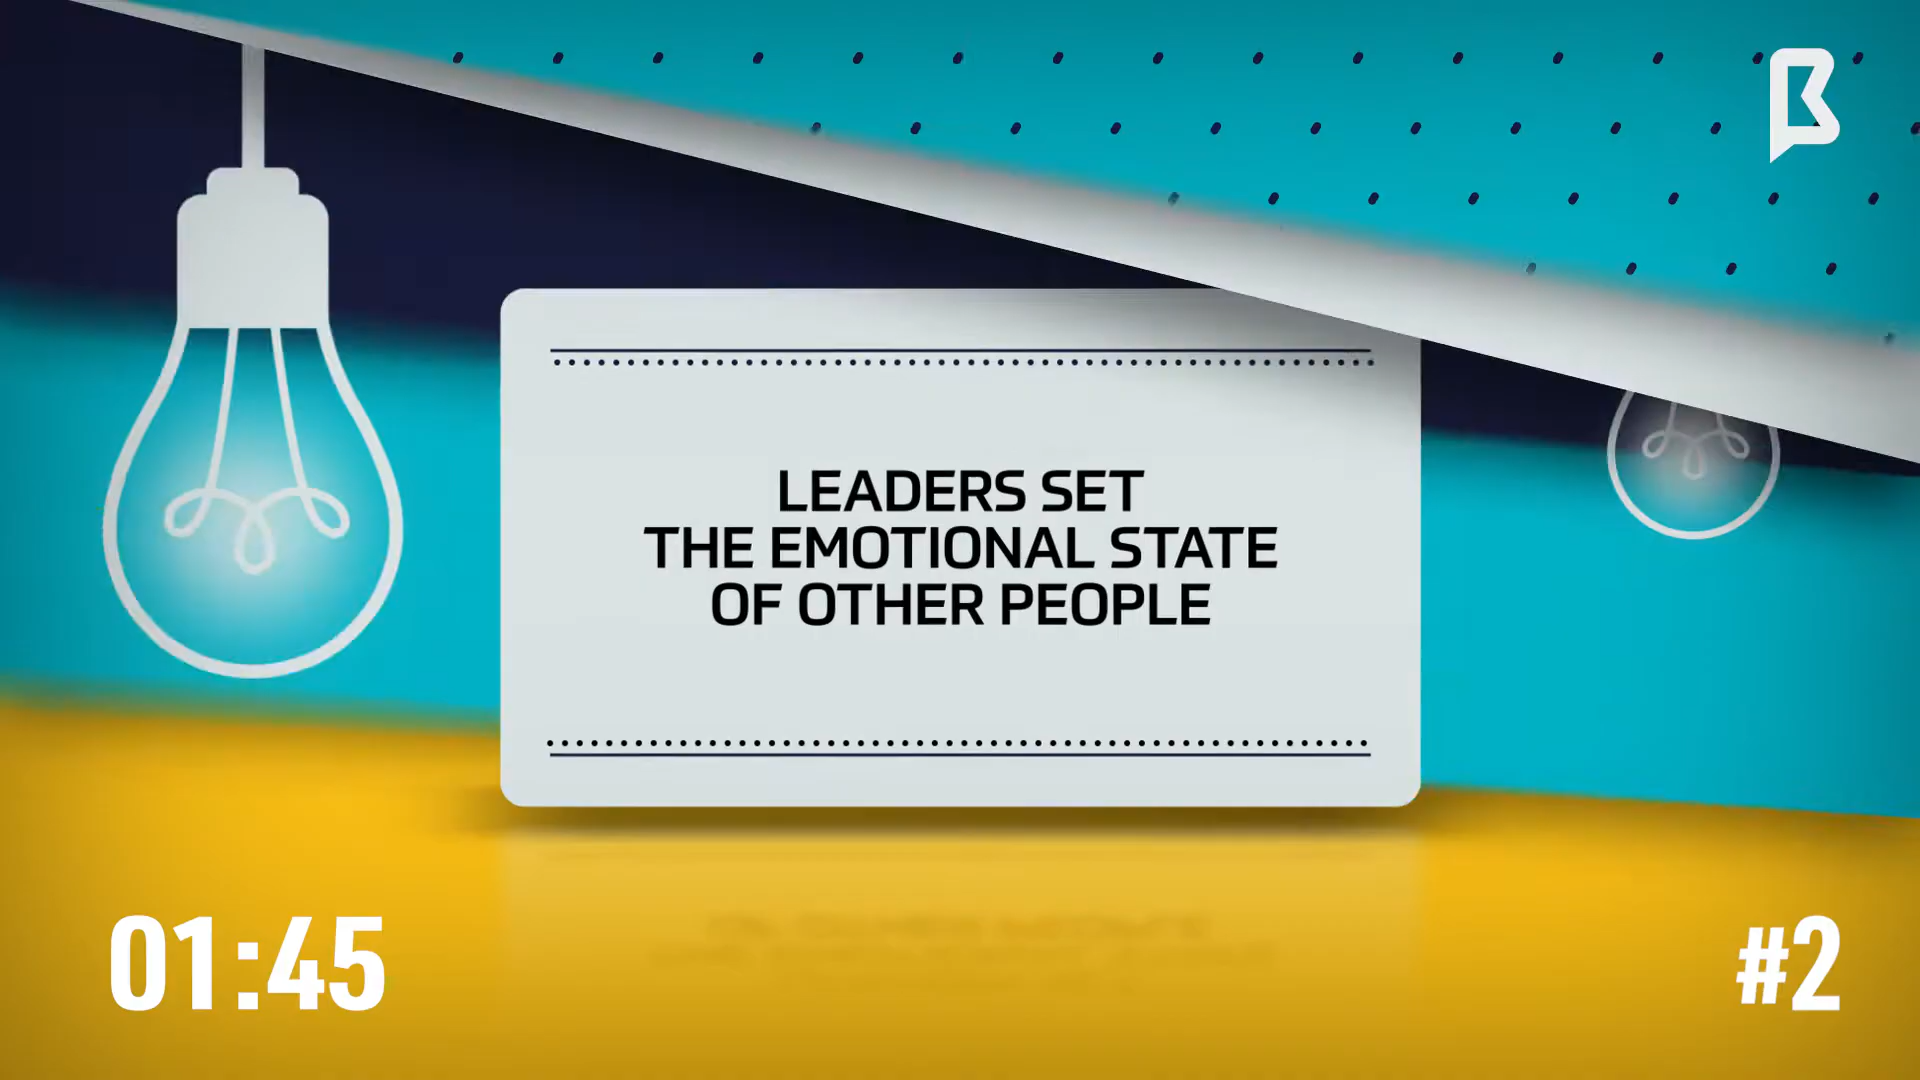 LEADERS SET
THE EMOTIONAL STATE
OF OTHER PEOPLE
01:45
#2